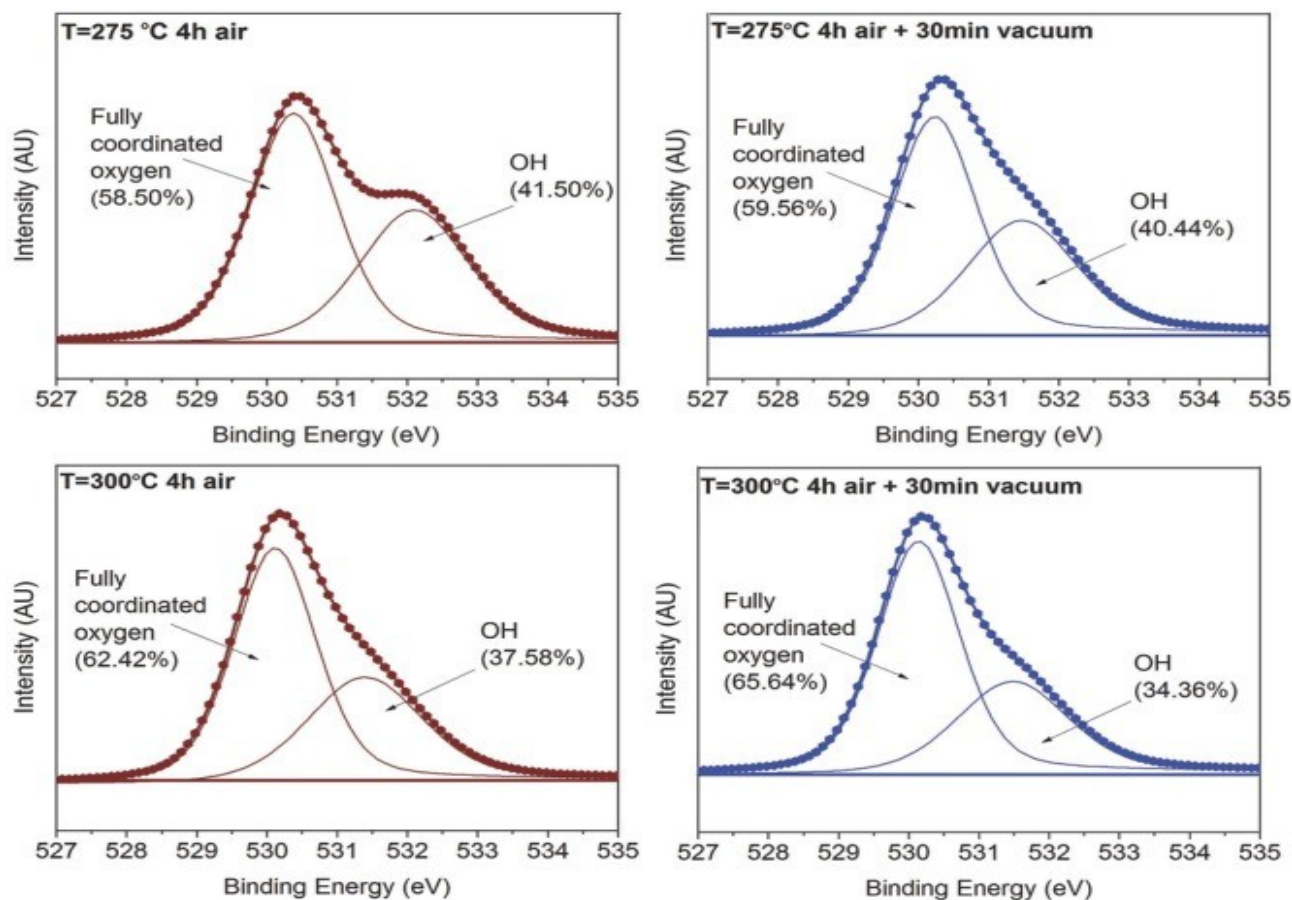 T=275 °C 4h air
Fully
coordinated
oxygen
(58.50%)
OH
(41.50%)
Intensity (AU)
527 528 529 530 531 532 533 534 535
Binding Energy (eV)
T=275°C 4h air + 30min vacuum
Fully
coordinated
oxygen
(59.56%)
OH
(40.44%)
Intensity (AU)
527 528 529 530 531 532 533 534 535
Binding Energy (eV)
T=300°C 4h air
Fully
coordinated
oxygen
(62.42%)
OH
(37.58%)
Intensity (AU)
527 528 529 530 531 532 533 534 535
Binding Energy (eV)
T=300°C 4h air + 30min vacuum
Fully
coordinated
oxygen
(65.64%)
OH
(34.36%)
Intensity (AU)
527 528 529 530 531 532 533 534 535
Binding Energy (eV)